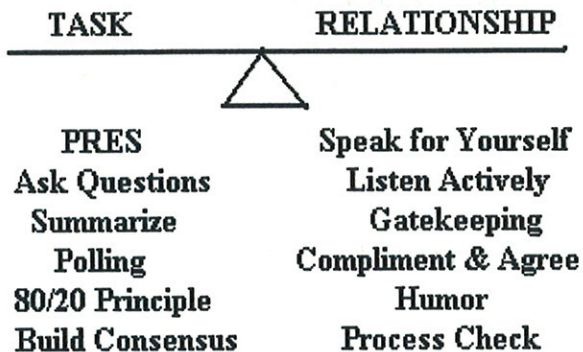 TASK RELATIONSHIP
PRES Speak for Yourself
Ask Questions Listen Actively
Summarize Gatekeeping
Polling Compliment & Agree
80/20 Principle Humor
Build Consensus Process Check